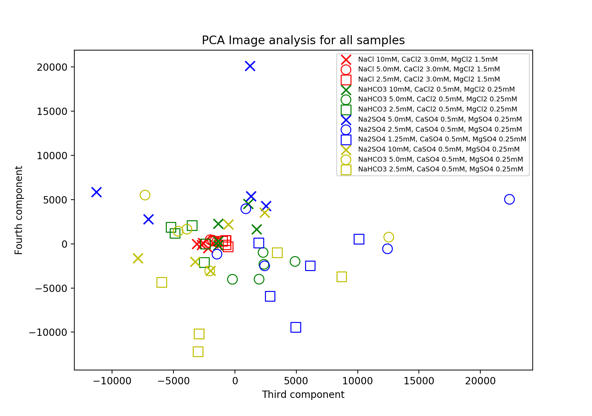 PCA Image analysis for all samples
NaCl 10mM, CaCl2 3.0mM, MgCl2 1.5mM
NaCl 5.0mM, CaCl2 3.0mM, MgCl2 1.5mM
NaCl 2.5mM, CaCl2 3.0mM, MgCl2 1.5mM
NaHCO3 10mM, CaCl2 0.5mM, MgCl2 0.25mM
NaHCO3 5.0mM, CaCl2 0.5mM, MgCl2 0.25mM
NaHCO3 2.5mM, CaCl2 0.5mM, MgCl2 0.25mM
Na2SO4 5.0mM, CaSO4 0.5mM, MgSO4 0.25mM
Na2SO4 2.5mM, CaSO4 0.5mM, MgSO4 0.25mM
Na2SO4 1.25mM, CaSO4 0.5mM, MgSO4 0.25mM
Na2SO4 10mM, CaSO4 0.5mM, MgSO4 0.25mM
NaHCO3 5.0mM, CaSO4 0.5mM, MgSO4 0.25mM
NaHCO3 2.5mM, CaSO4 0.5mM, MgSO4 0.25mM
Fourth component
20000
15000
10000
5000
0
−5000
−10000
−10000 −5000 0 5000 10000 15000 20000
Third component